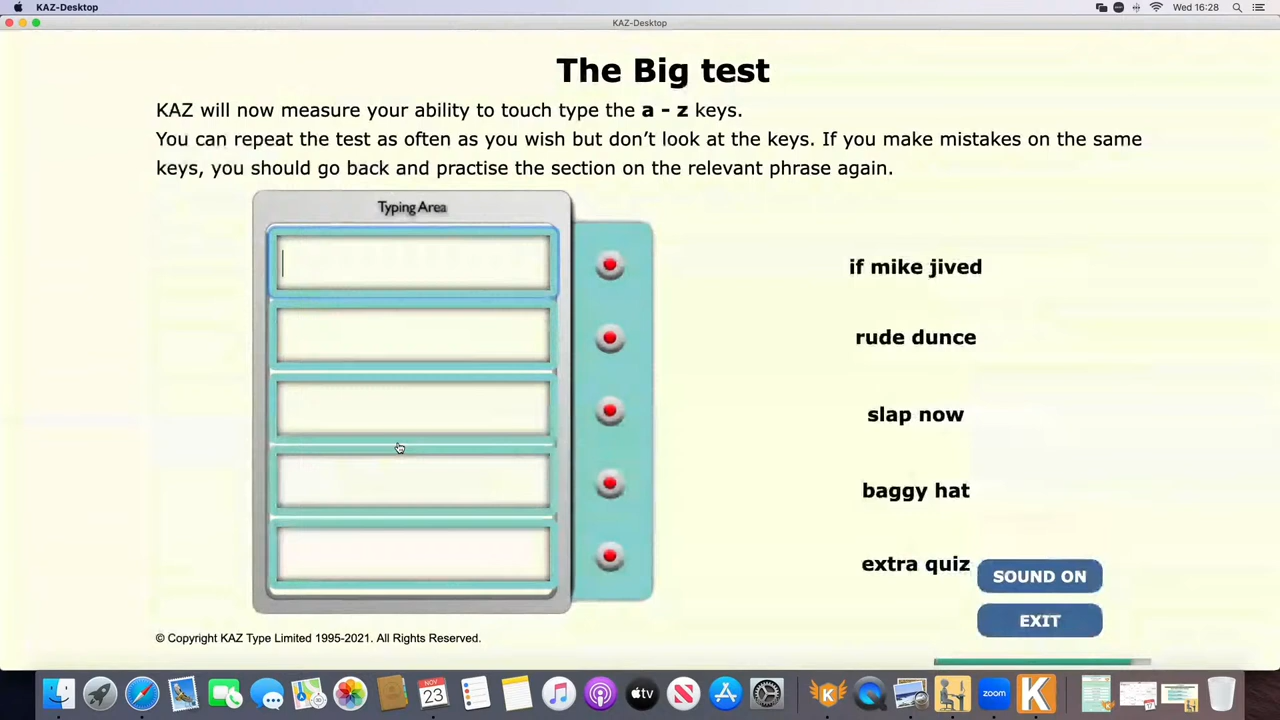 KAZ-Desktop
Wed 16:28
KAZ-Desktop
The Big test
KAZ will now measure your ability to touch type the a - z keys.
You can repeat the test as often as you wish but don’t look at the keys. If you make mistakes on the same
keys, you should go back and practise the section on the relevant phrase again.
Typing Area
if mike jived
rude dunce
slap now
baggy hat
extra quiz
SOUND ON
EXIT
© Copyright KAZ Type Limited 1995-2021. All Rights Reserved.
NOV
23
tv
zoom
K